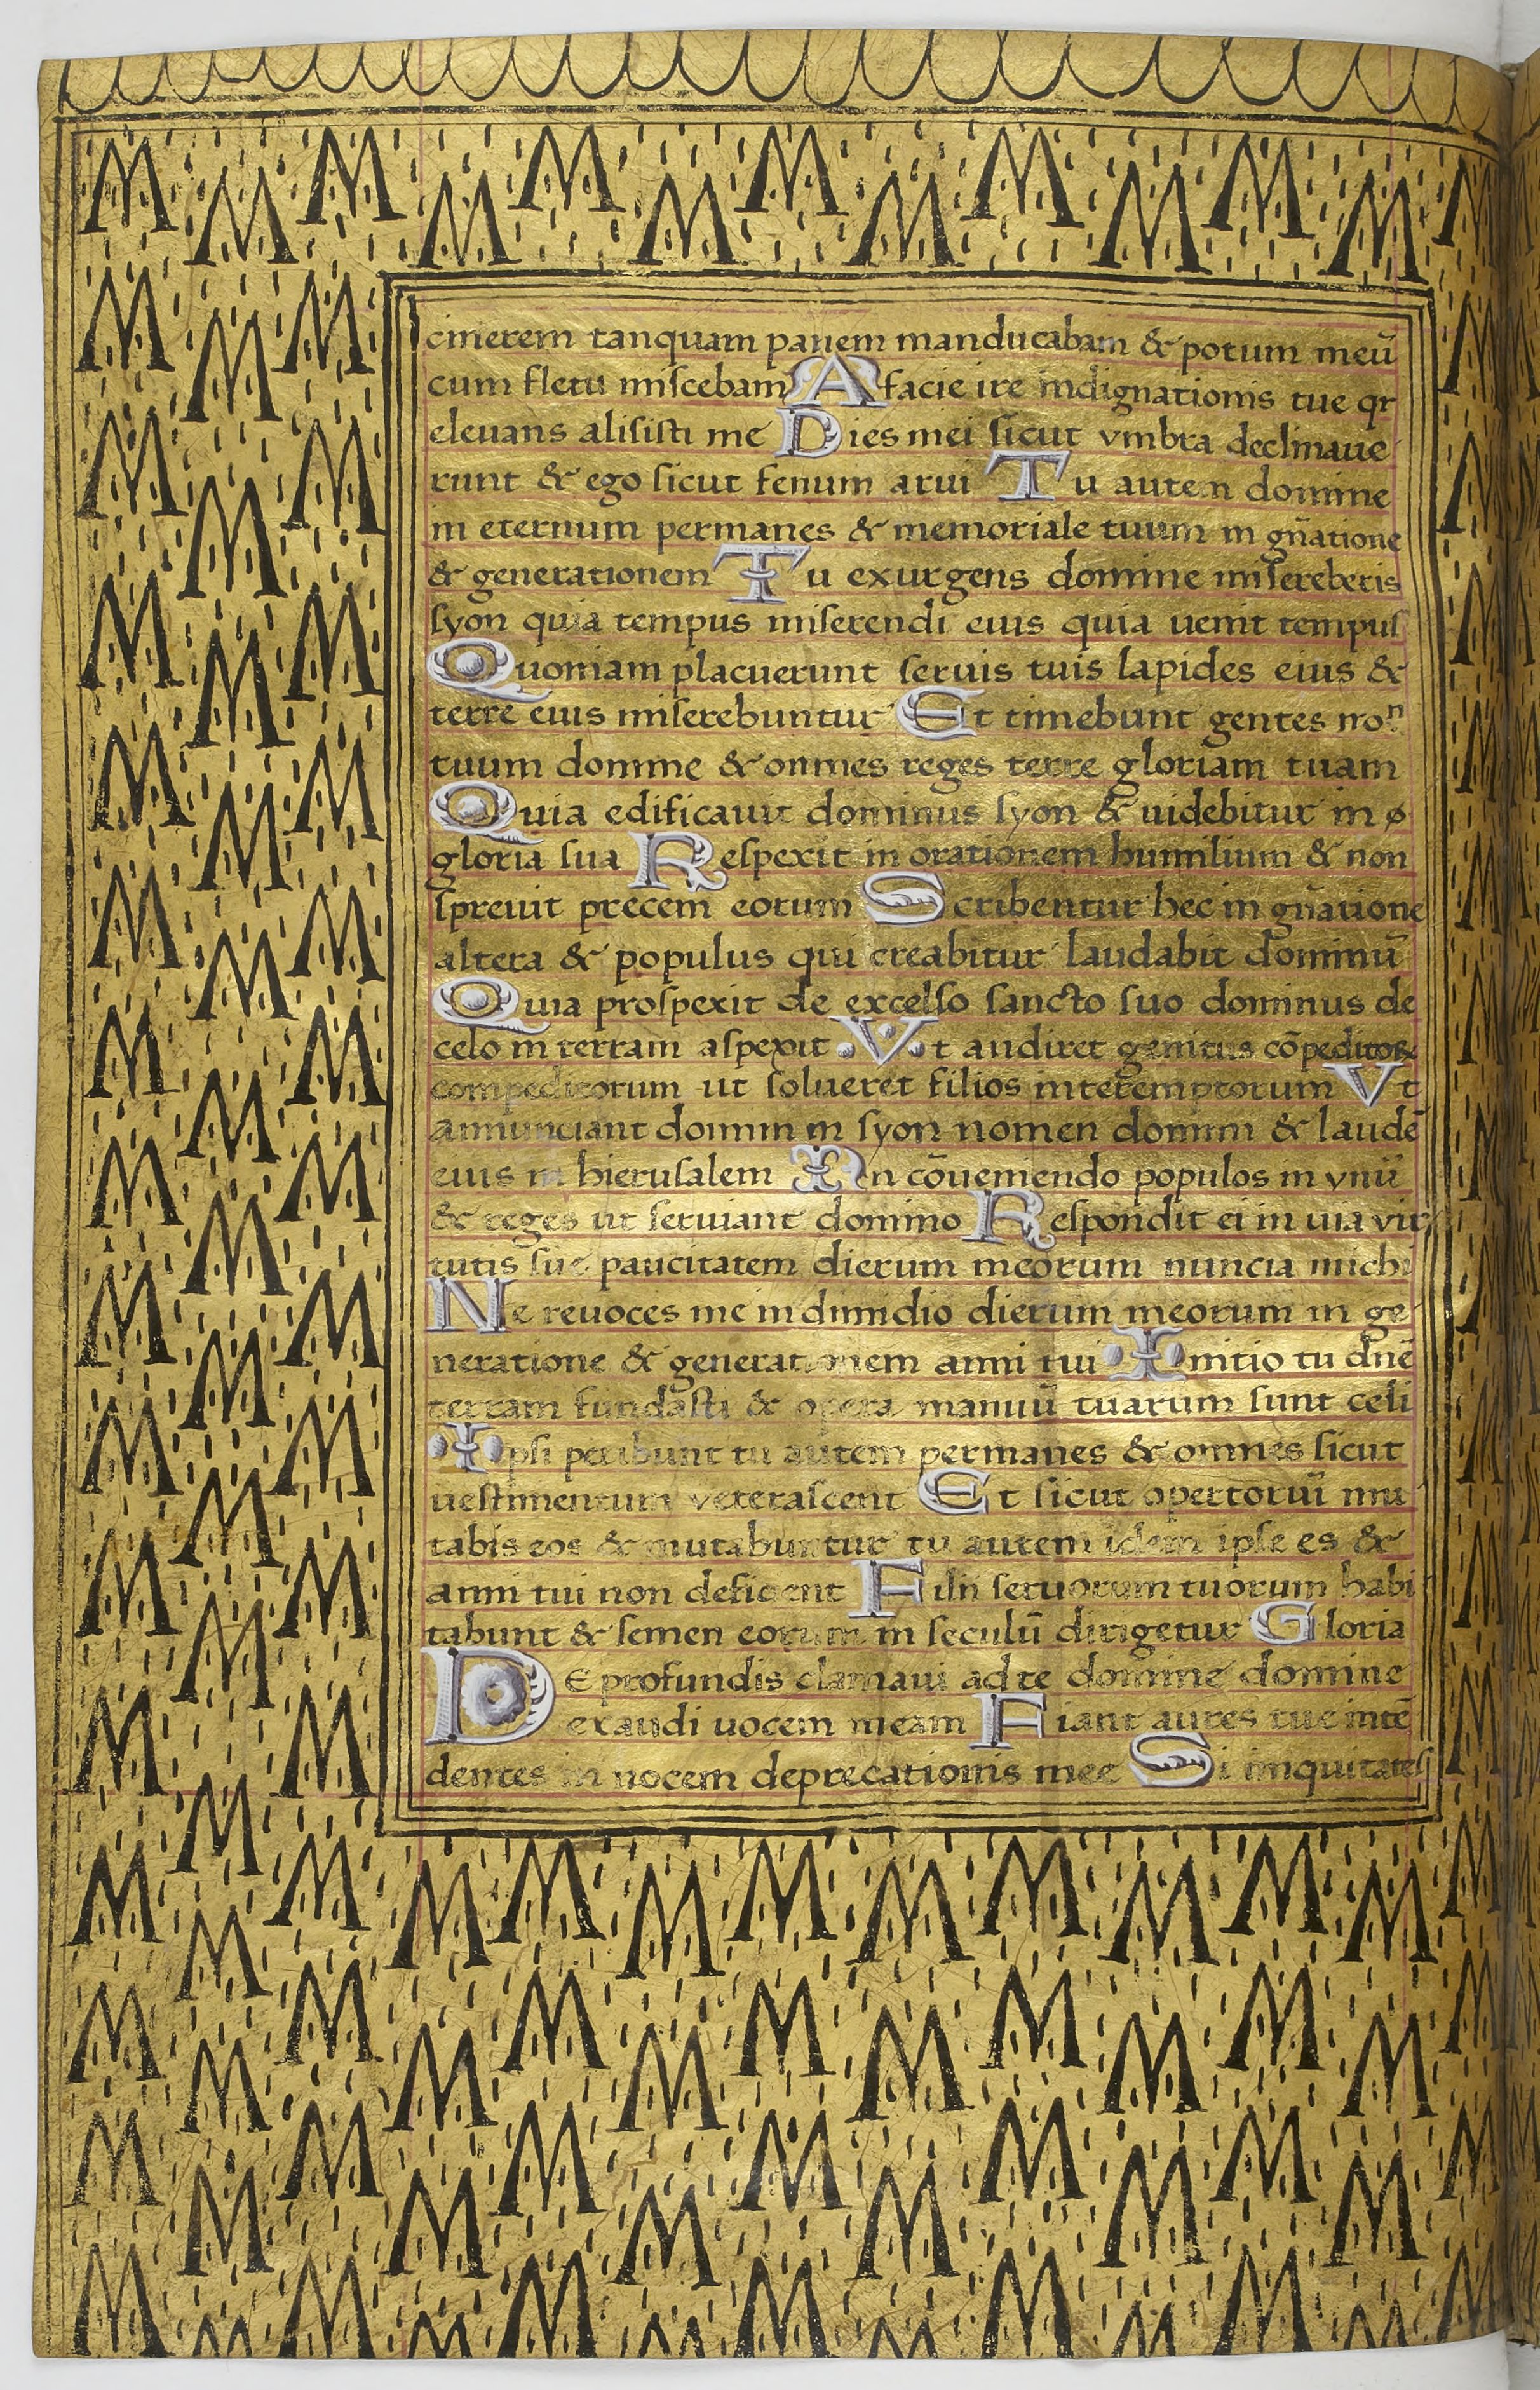 cinerem tanquam panem manducabam & potum meū
cum fletu miscebam A facie ire indignationis tue qr
eleuans alisisti me Dies mei sicut vmbra declinaue
runt & ego sicut fenum arui Tu autem domine
in eternum permanes & memoriale tuum in gn̄atione
& generationem Tu exurgens domine misereberis
syon quia tempus miserendi eius quia uenit tempus
Quoniam placuerunt seruis tuis lapides eius &
terre eius miserebuntur Et timebunt gentes noⁿ
tuum domine & omnes reges terre gloriam tuam
Quia edificauit dominus syon & uidebitur in
gloria sua Respexit in orationem humilium & non
spreuit precem eorum Scribentur hec in gn̄atione
altera & populus qui creabitur laudabit dominū
Quia prospexit de excelso sancto suo dominus de
celo in terram aspexit Vt audiret gemitus cō peditoꝝ
compeditorum ut solueret filios interemptorum Vt
annunciant domin in syon nomen domini & laudē
eius in hierusalem In cōueniendo populos in vnū
& reges ut seruiant domino Respondit ei in uia vir
tutis sue paucitatem dierum meorum nuncia michi
Ne reuoces me in dimidio dierum meorum in ge
neratione & generationem anni tui Initio tu dn̄e
terram fundasti & opera manuū tuarum sunt celi
Ipsi peribunt tu autem permanes & omnes sicut
uestimentum veterascent Et sicut opertoriū mu
tabis eos & mutabuntur tu autem idem ipse es &
anni tui non deficient Filii seruorum tuorum habi
tabunt & semen eorum in seculū dirigetur Gloria
De profundis clamaui ad te domine domine
exaudi uocem meam Fiant aures tue intē
dentes in uocem deprecationis mee Si iniquitates